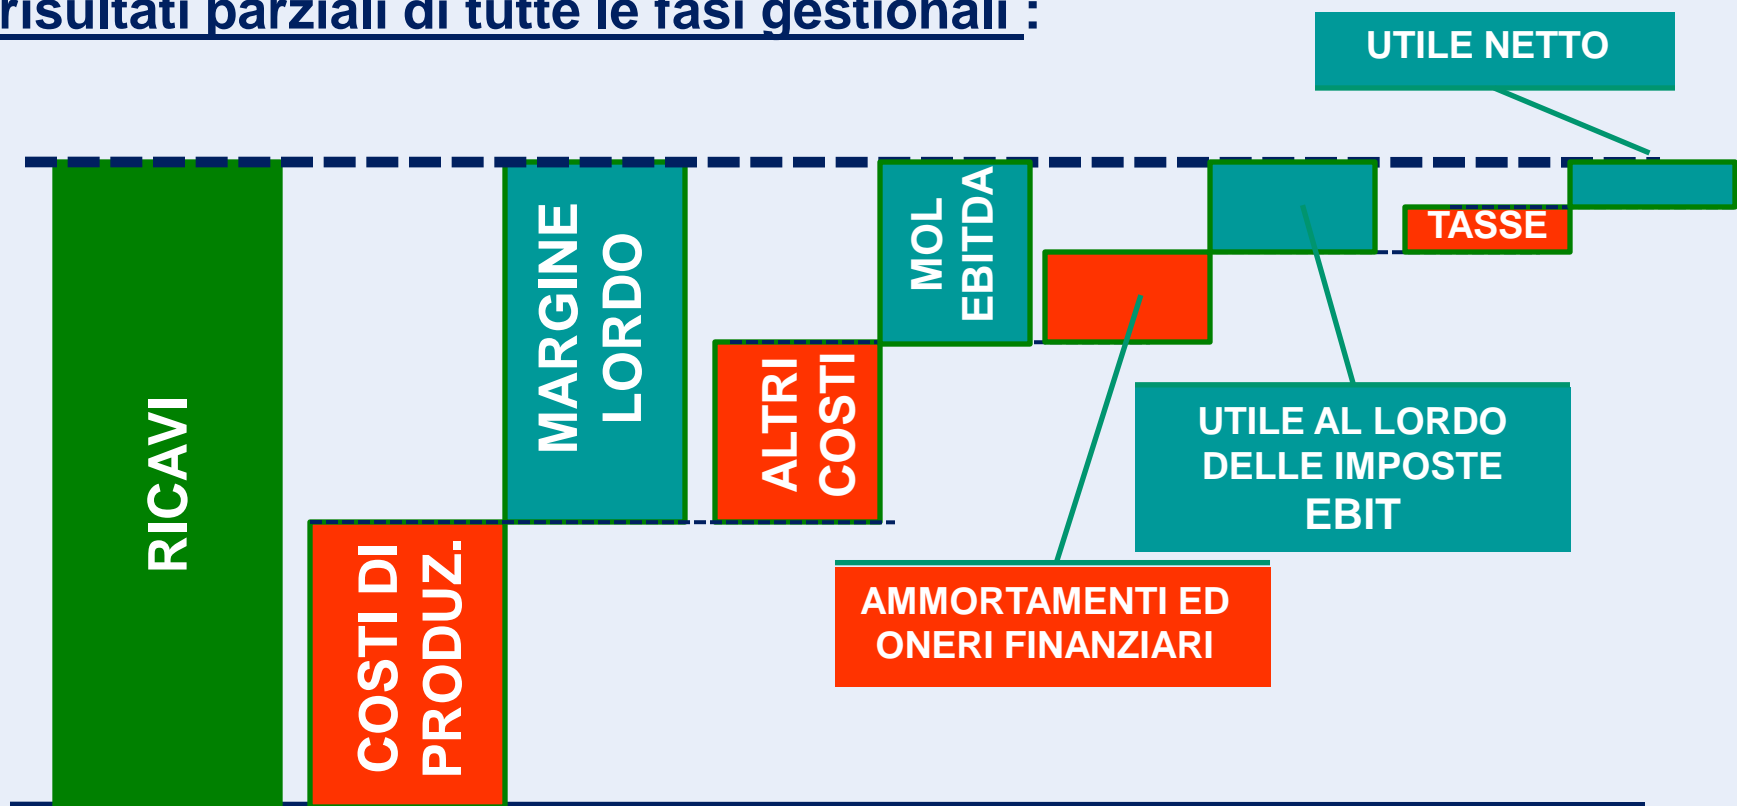 risultati parziali di tutte le fasi gestionali :
UTILE NETTO
RICAVI
COSTI DI
PRODUZ.
MARGINE
LORDO
ALTRI
COSTI
MOL
EBITDA
AMMORTAMENTI ED
ONERI FINANZIARI
UTILE AL LORDO
DELLE IMPOSTE
EBIT
TASSE